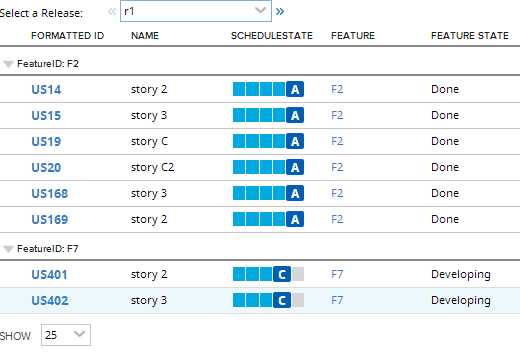 Select a Release: « r1 »
FORMATTED ID NAME SCHEDULESTATE FEATURE FEATURE STATE
FeatureID: F2
US14 story 2 A F2 Done
US15 story 3 A F2 Done
US19 story C A F2 Done
US20 story C2 A F2 Done
US168 story 3 A F2 Done
US169 story 2 A F2 Done
FeatureID: F7
US401 story 2 C F7 Developing
US402 story 3 C F7 Developing
SHOW 25